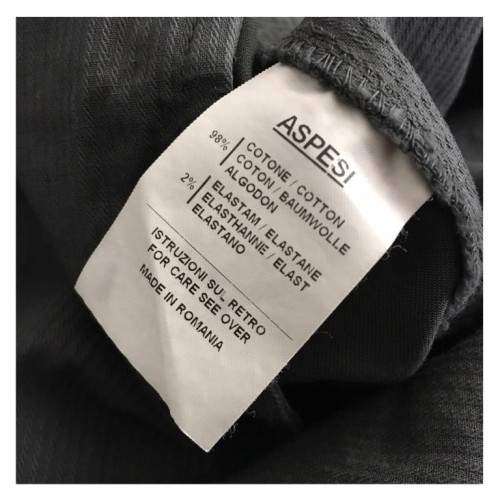 ASPESI
98% COTONE / COTTON
COTON / BAUMWOLLE
ALGODON
2% ELASTAM / ELASTANE
ELASTHANNE / ELAST
ELASTANO
ISTRUZIONI SUL RETRO
FOR CARE SEE OVER
MADE IN ROMANIA